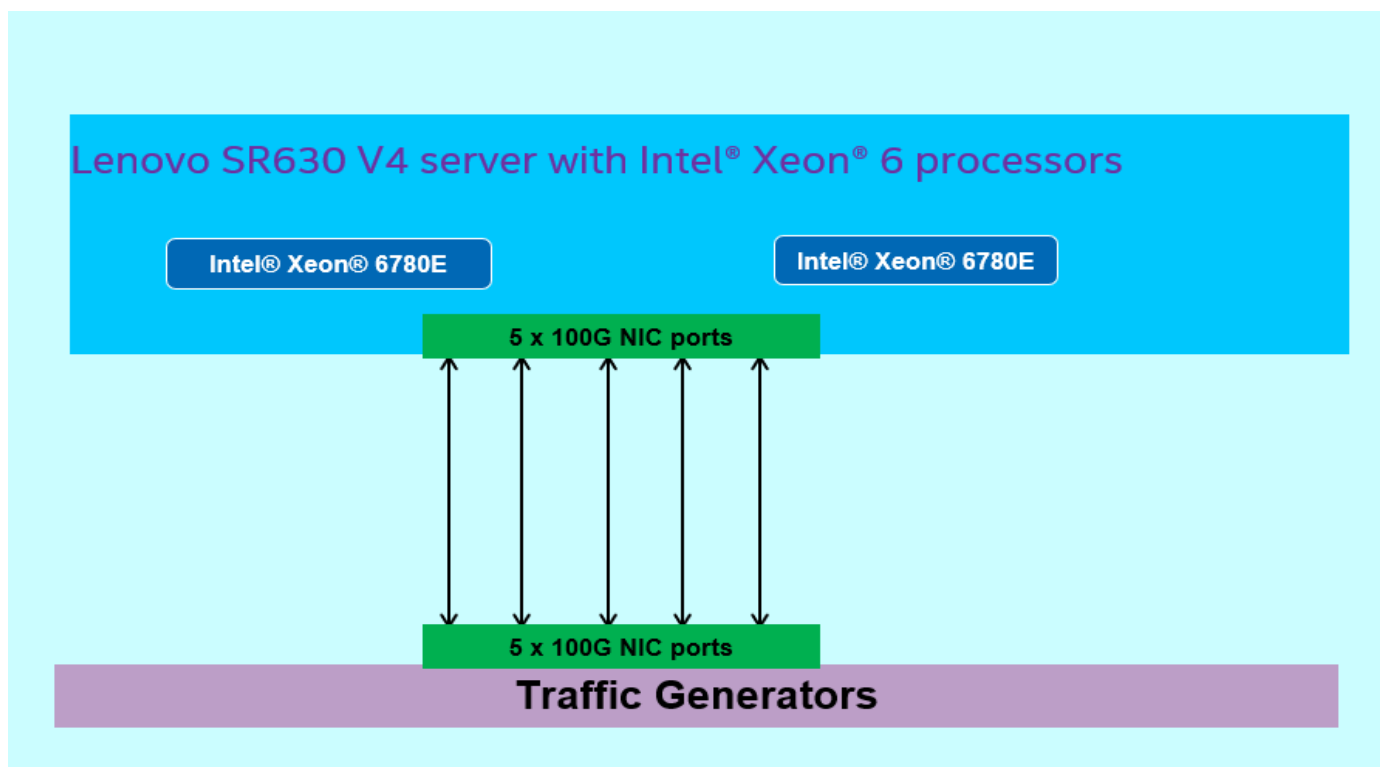 Lenovo SR630 V4 server with Intel® Xeon® 6 processors
Intel® Xeon® 6780E
Intel® Xeon® 6780E
5 x 100G NIC ports
5 x 100G NIC ports
Traffic Generators